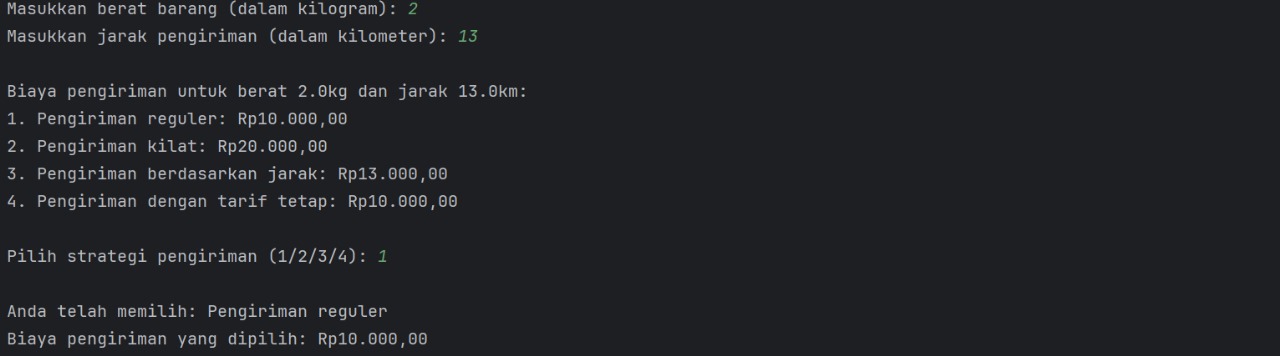 Masukkan berat barang (dalam kilogram): 2
Masukkan jarak pengiriman (dalam kilometer): 13
Biaya pengiriman untuk berat 2.0kg dan jarak 13.0km:
1. Pengiriman reguler: Rp10.000,00
2. Pengiriman kilat: Rp20.000,00
3. Pengiriman berdasarkan jarak: Rp13.000,00
4. Pengiriman dengan tarif tetap: Rp10.000,00
Pilih strategi pengiriman (1/2/3/4): 1
Anda telah memilih: Pengiriman reguler
Biaya pengiriman yang dipilih: Rp10.000,00